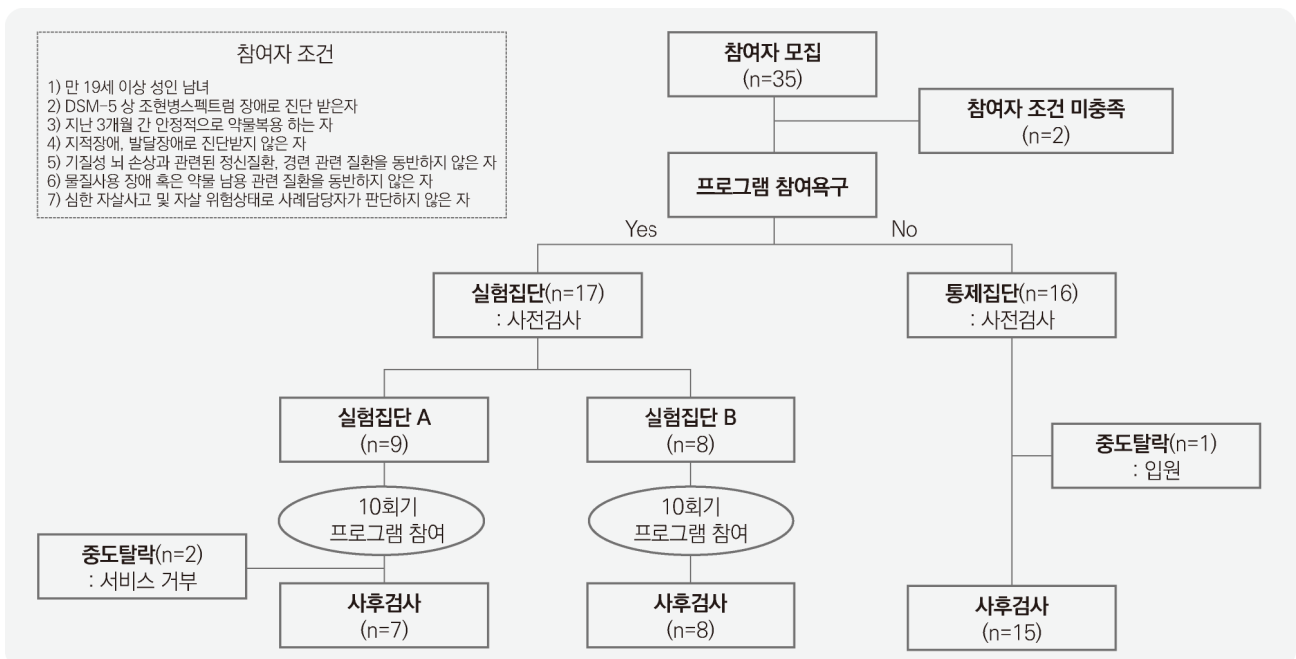 참여자 조건
1) 만 19세 이상 성인 남녀
2) DSM-5 상 조현병스펙트럼 장애로 진단 받은자
3) 지난 3개월 간 안정적으로 약물복용 하는 자
4) 지적장애, 발달장애로 진단받지 않은 자
5) 기질성 뇌 손상과 관련된 정신질환, 경련 관련 질환을 동반하지 않은 자
6) 물질사용 장애 혹은 약물 남용 관련 질환을 동반하지 않은 자
7) 심한 자살사고 및 자살 위험상태로 사례담당자가 판단하지 않은 자
참여자 모집
(n=35)
참여자 조건 미충족
(n=2)
프로그램 참여욕구
Yes
No
실험집단(n=17)
: 사전검사
통제집단(n=16)
: 사전검사
실험집단 A
(n=9)
실험집단 B
(n=8)
중도탈락(n=1)
: 입원
10회기
프로그램 참여
10회기
프로그램 참여
중도탈락(n=2)
: 서비스 거부
사후검사
(n=7)
사후검사
(n=8)
사후검사
(n=15)